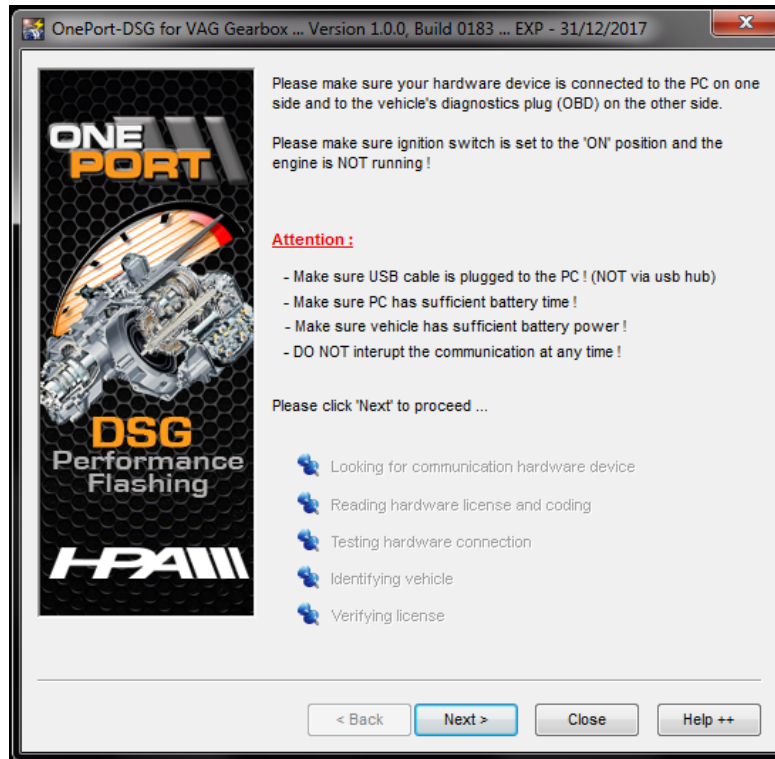 OnePort-DSG for VAG Gearbox ... Version 1.0.0, Build 0183 ... EXP - 31/12/2017
ONE
PORT
DSG
Performance
Flashing
HPA
Please make sure your hardware device is connected to the PC on one
side and to the vehicle's diagnostics plug (OBD) on the other side.
Please make sure ignition switch is set to the 'ON' position and the
engine is NOT running !
Attention :
- Make sure USB cable is plugged to the PC ! (NOT via usb hub)
- Make sure PC has sufficient battery time !
- Make sure vehicle has sufficient battery power !
- DO NOT interupt the communication at any time !
Please click 'Next' to proceed ...
Looking for communication hardware device
Reading hardware license and coding
Testing hardware connection
Identifying vehicle
Verifying license
< Back
Next >
Close
Help ++